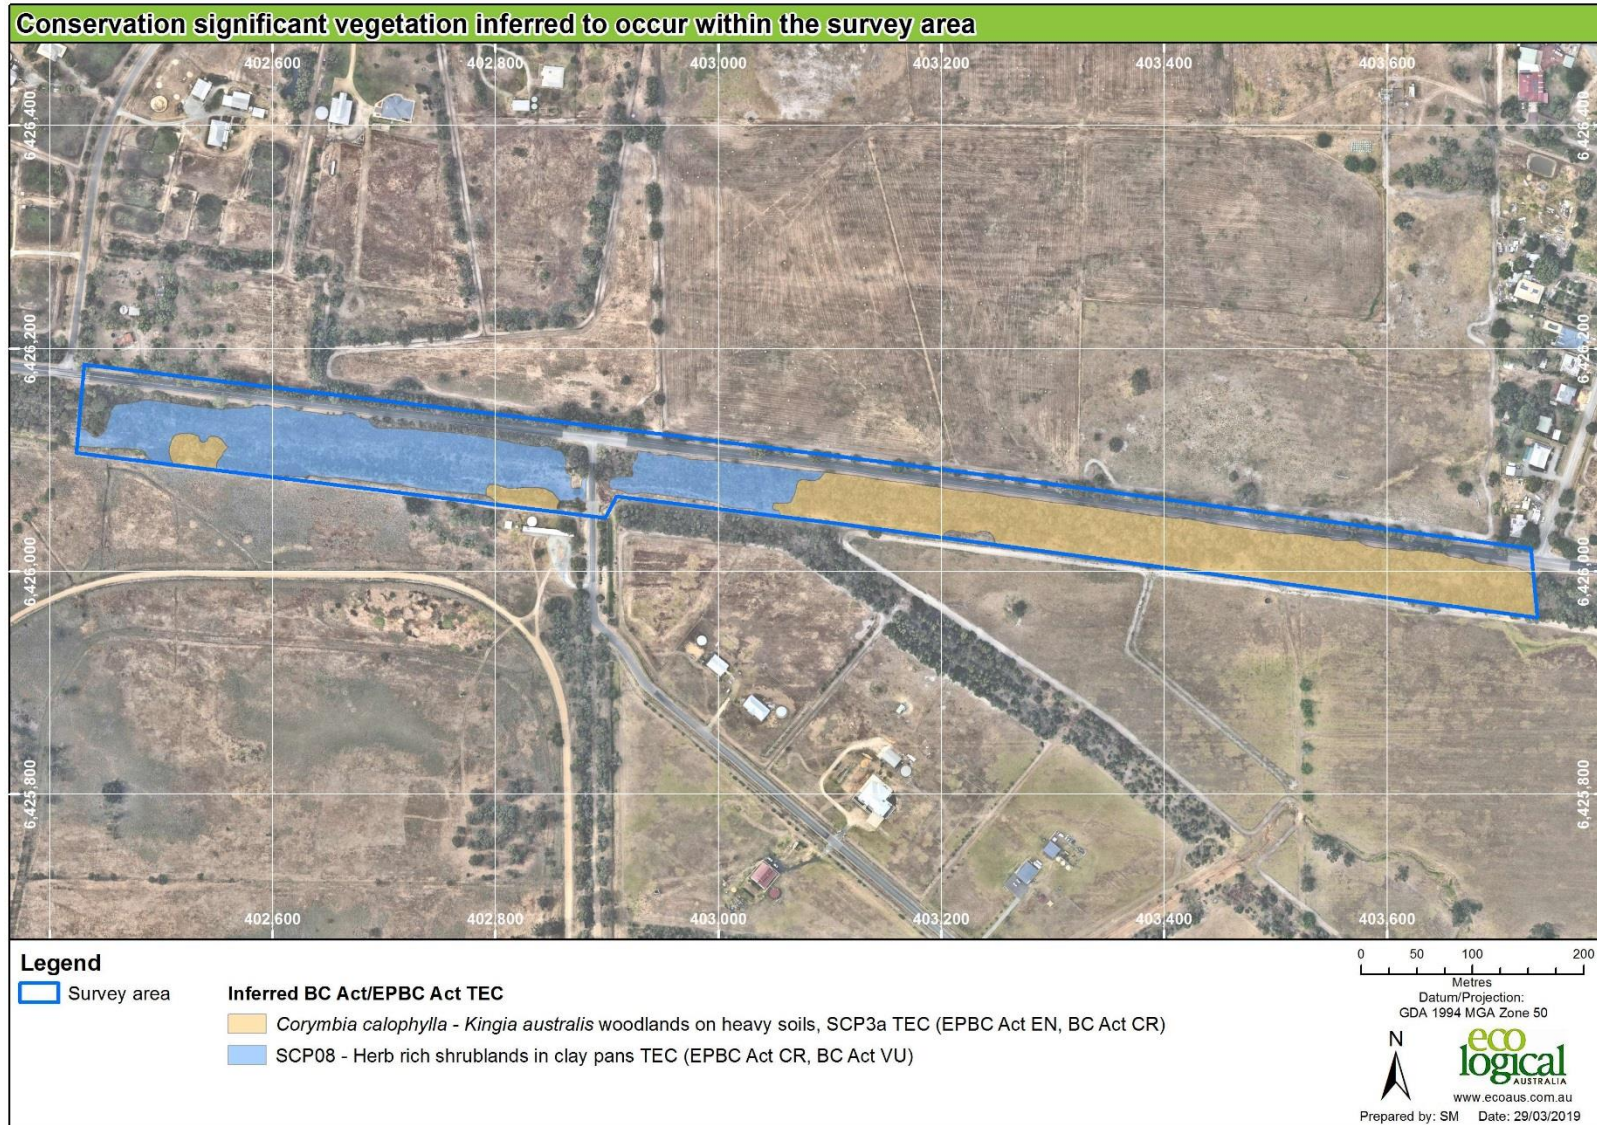 Conservation significant vegetation inferred to occur within the survey area
402,600 402,800 403,000 403,200 403,400 403,600
6,426,400 6,426,400
6,426,200 6,426,200
6,426,000 6,426,000
6,425,800 6,425,800
402,600 402,800 403,000 403,200 403,400 403,600
Legend
Survey area
Inferred BC Act/EPBC Act TEC
Corymbia calophylla - Kingia australis woodlands on heavy soils, SCP3a TEC (EPBC Act EN, BC Act CR)
SCP08 - Herb rich shrublands in clay pans TEC (EPBC Act CR, BC Act VU)
0 50 100 200
Metres
Datum/Projection:
GDA 1994 MGA Zone 50
N
eco
logical
AUSTRALIA
www.ecoaus.com.au
Prepared by: SM Date: 29/03/2019